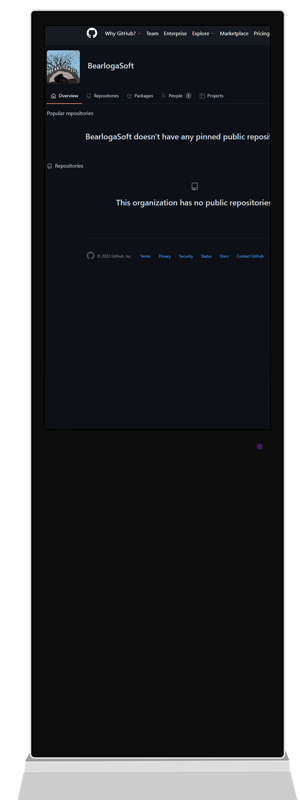 Why GitHub? Team Enterprise Explore Marketplace Pricing
BearlogaSoft
Overview Repositories Packages People 1 Projects
Popular repositories
BearlogaSoft doesn't have any pinned public reposit
Repositories
This organization has no public repositories
© 2022 GitHub, Inc. Terms Privacy Security Status Docs Contact GitHub